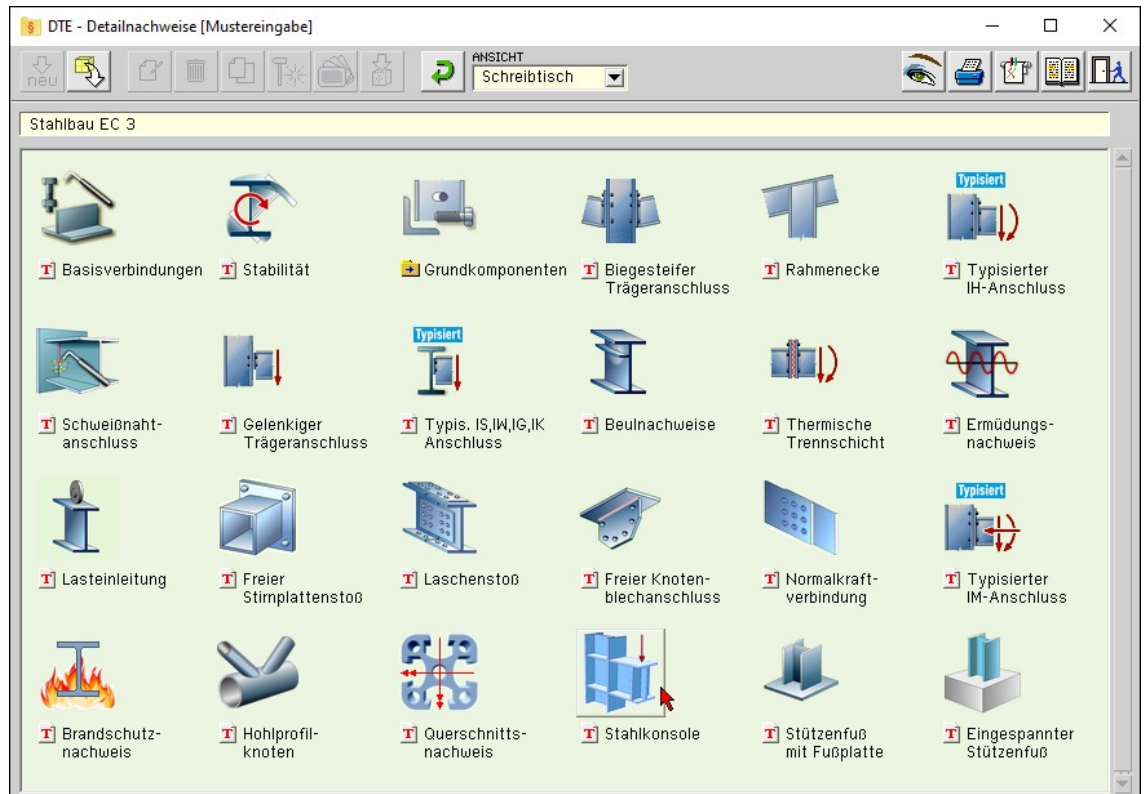 § DTE - Detailnachweise [Mustereingabe]
neu
ANSICHT
Schreibtisch
Stahlbau EC 3
Typisiert
T Basisverbindungen
T Stabilität
Grundkomponenten
T Biegesteifer
Trägeranschluss
T Rahmenecke
T Typisierter
IH-Anschluss
Typisiert
T Schweißnaht-
anschluss
T Gelenkiger
Trägeranschluss
T Typis. IS,IW,IG,IK
Anschluss
T Beulnachweise
T Thermische
Trennschicht
T Ermüdungs-
nachweis
Typisiert
T Lasteinleitung
T Freier
Stirnplattenstoß
T Laschenstoß
T Freier Knoten-
blechanschluss
T Normalkraft-
verbindung
T Typisierter
IM-Anschluss
T Brandschutz-
nachweis
T Hohlprofil-
knoten
T Querschnitts-
nachweis
T Stahlkonsole
T Stützenfuß
mit Fußplatte
T Eingespannter
Stützenfuß